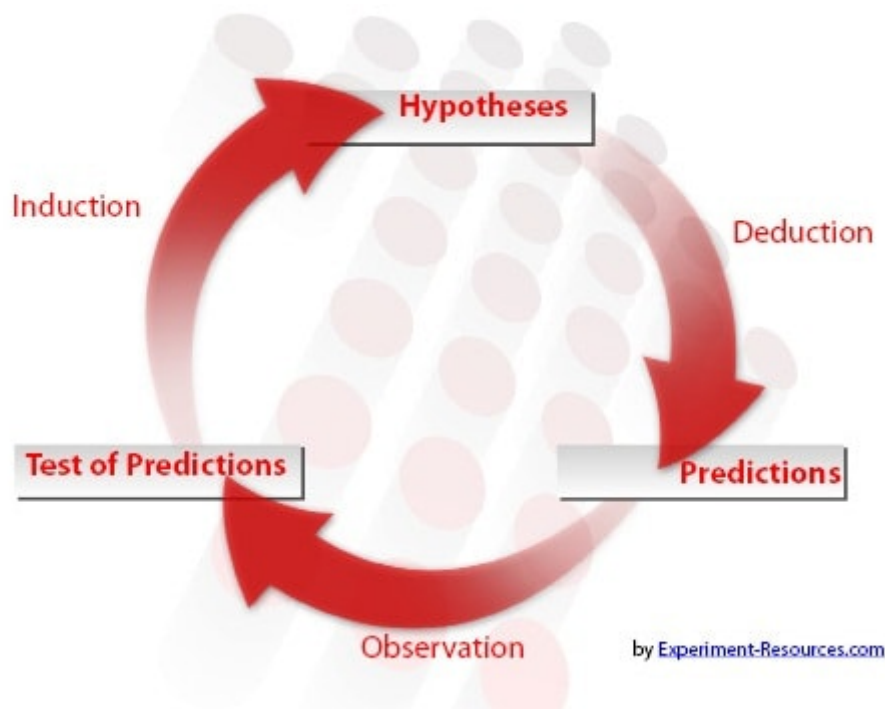 Hypotheses
Induction
Deduction
Test of Predictions
Predictions
Observation
by Experiment-Resources.com